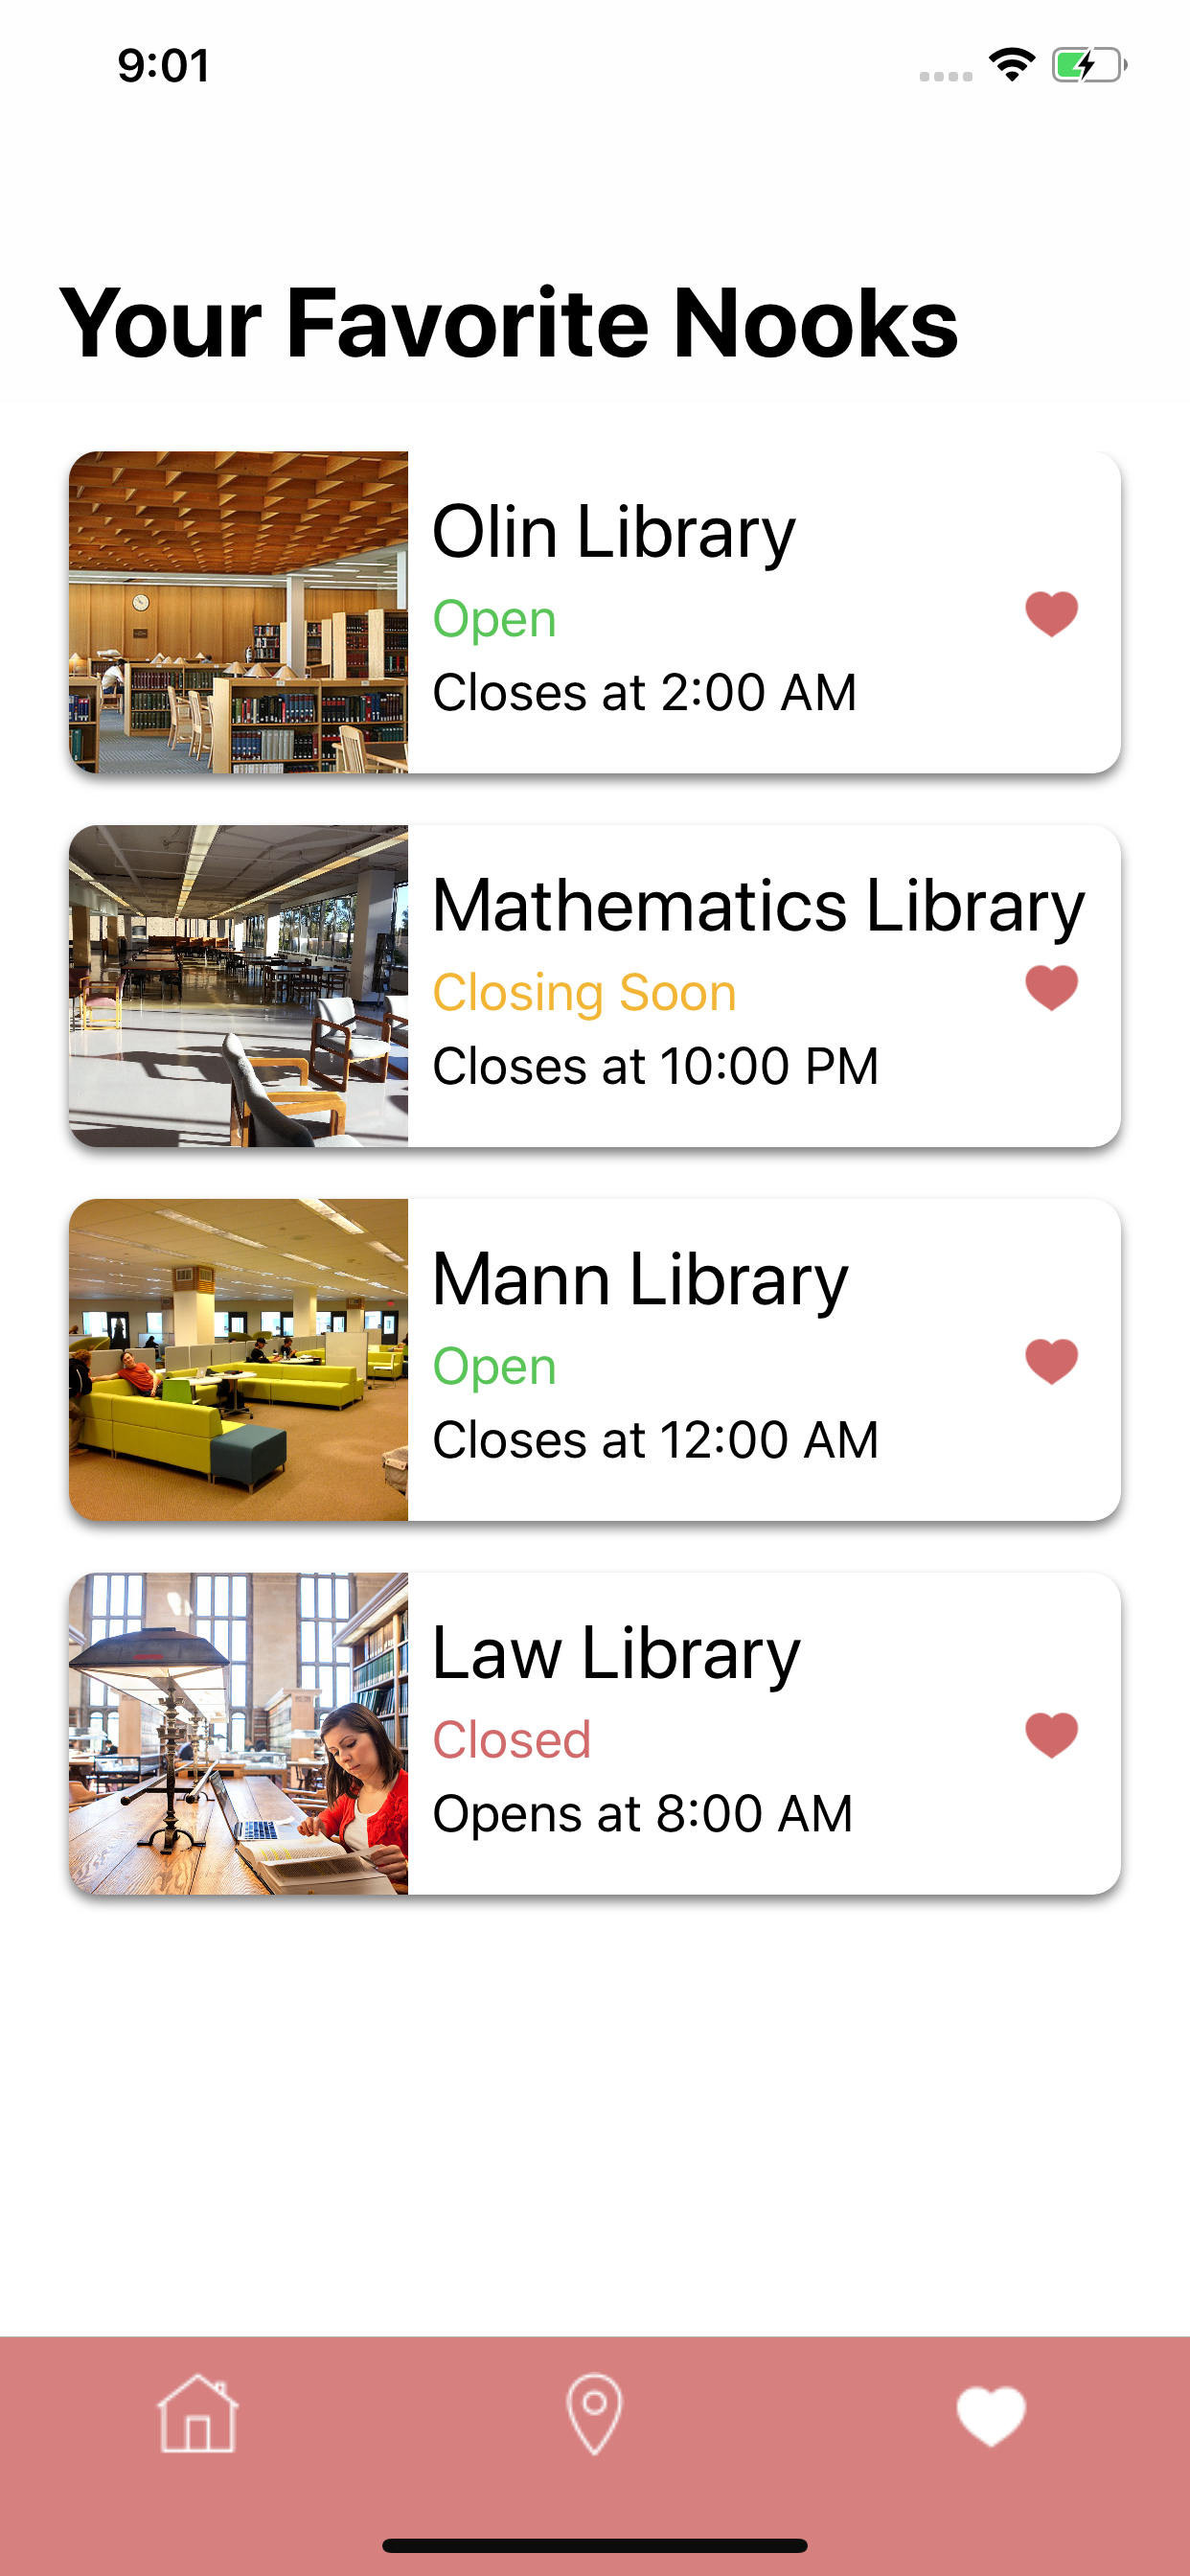 9:01
Your Favorite Nooks
Olin Library
Open
Closes at 2:00 AM
Mathematics Library
Closing Soon
Closes at 10:00 PM
Mann Library
Open
Closes at 12:00 AM
Law Library
Closed
Opens at 8:00 AM